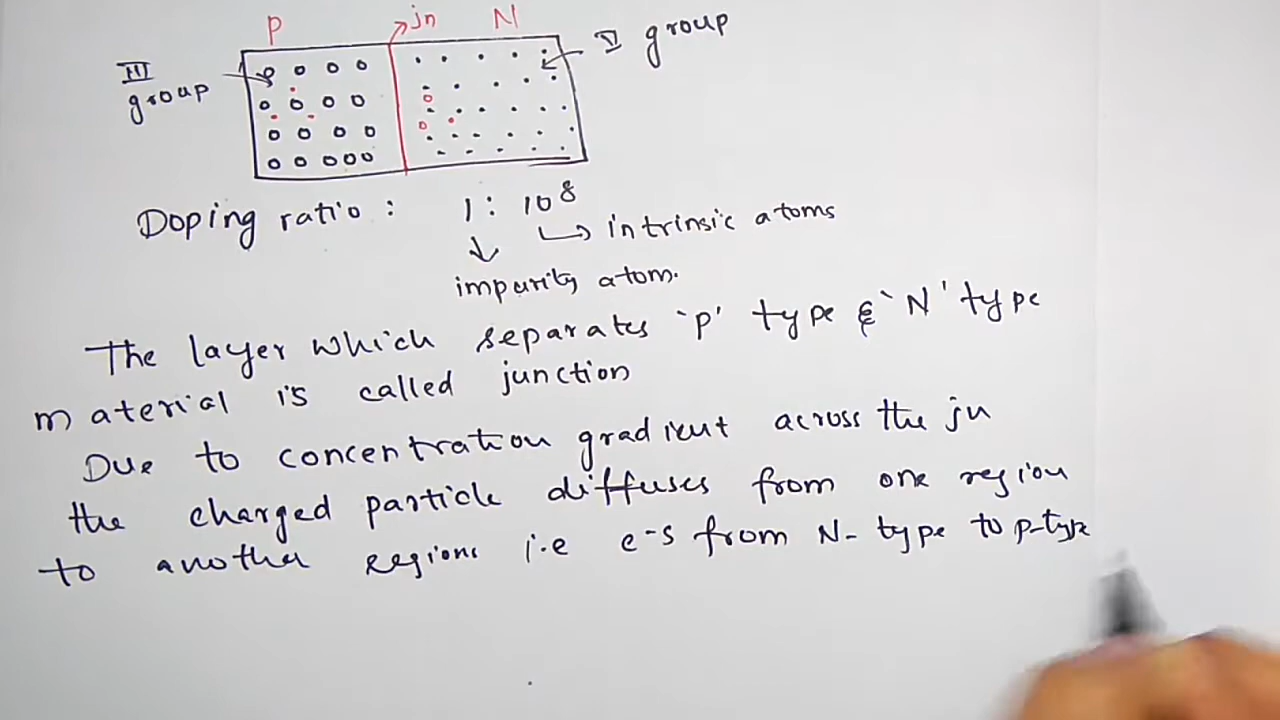 P jn N
III group
V group
Doping ratio : 1 : 10⁸
intrinsic atoms
impurity atom.
The layer which separates 'P' type & 'N' type
material is called junction
Due to concentration gradient across the jn
the charged particle diffuses from one region
to another regions i.e e-s from N-type to p-type